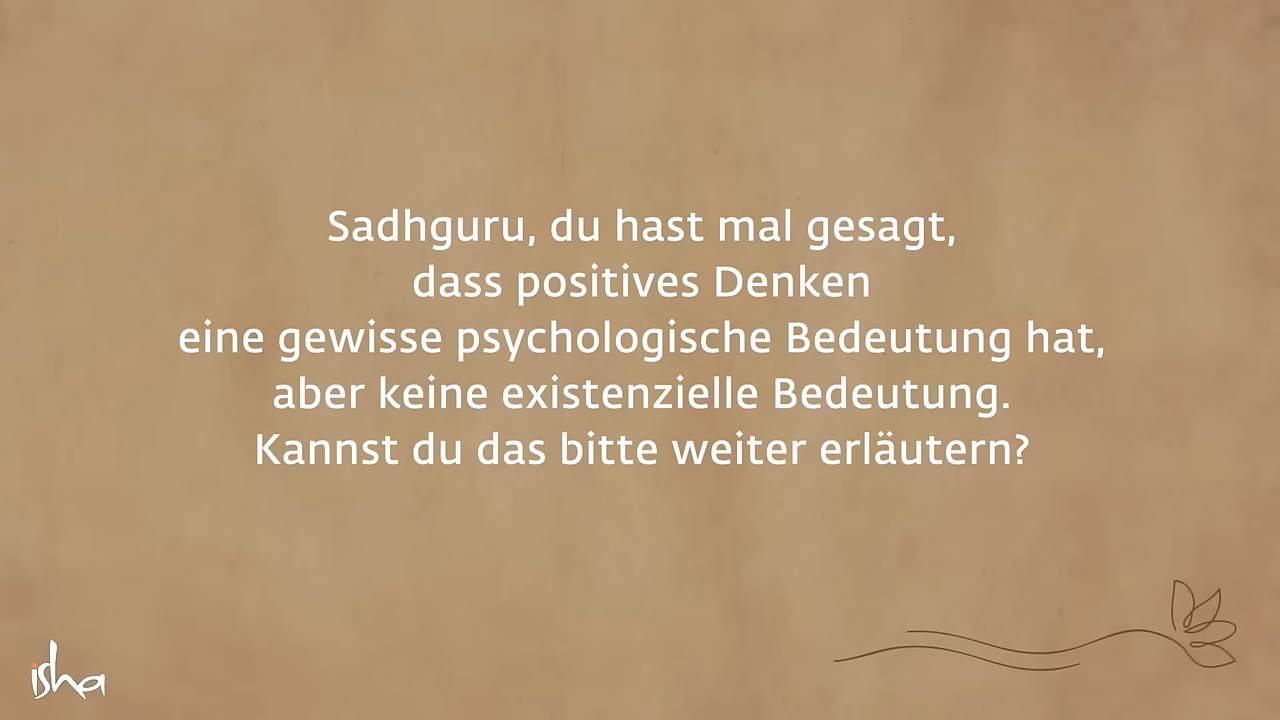 Sadhguru, du hast mal gesagt,
dass positives Denken
eine gewisse psychologische Bedeutung hat,
aber keine existenzielle Bedeutung.
Kannst du das bitte weiter erläutern?
isha